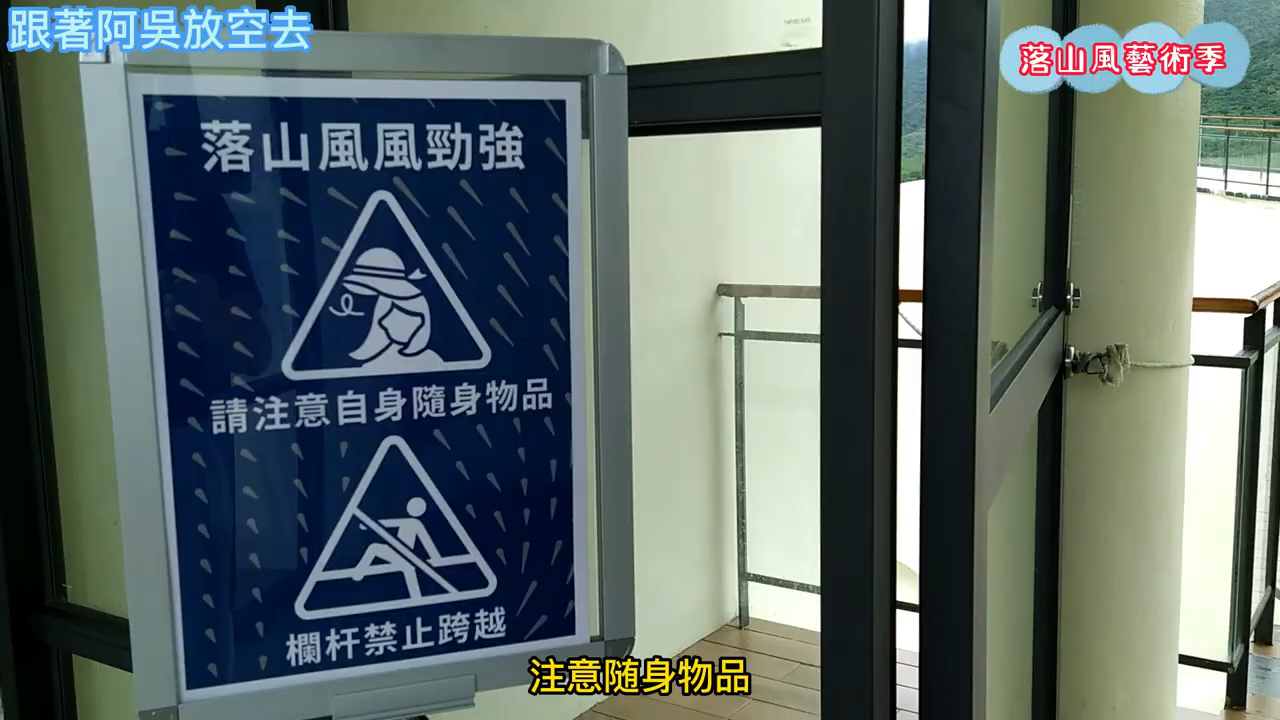 跟著阿吳放空去
落山風藝術季
落山風風勁強
請注意自身隨身物品
欄杆禁止跨越
注意随身物品